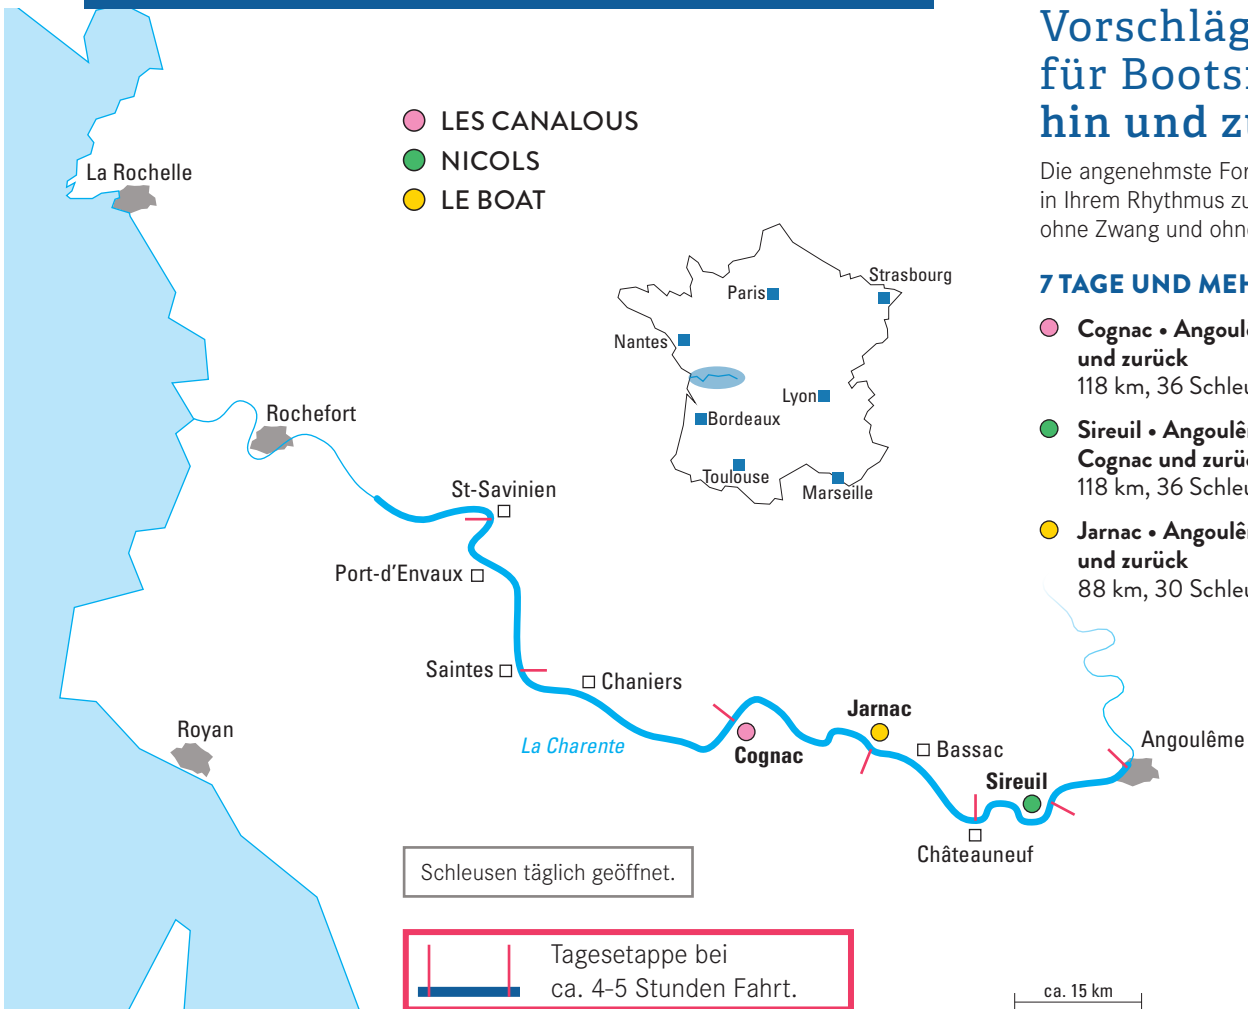 Vorschläg
für Boots
hin und z
Die angenehmste For
in Ihrem Rhythmus zu
ohne Zwang und ohn
7 TAGE UND MEH
Cognac • Angoul
und zurück
118 km, 36 Schleu
Sireuil • Angoulê
Cognac und zurü
118 km, 36 Schleu
Jarnac • Angoulê
und zurück
88 km, 30 Schleu
LES CANALOUS
NICOLS
LE BOAT
La Rochelle
Strasbourg
Paris
Nantes
Lyon
Bordeaux
Toulouse
Marseille
Rochefort
St-Savinien
Port-d'Envaux
Saintes
Chaniers
Royan
La Charente
Cognac
Jarnac
Bassac
Sireuil
Angoulême
Châteauneuf
Schleusen täglich geöffnet.
Tagesetappe bei
ca. 4-5 Stunden Fahrt.
ca. 15 km